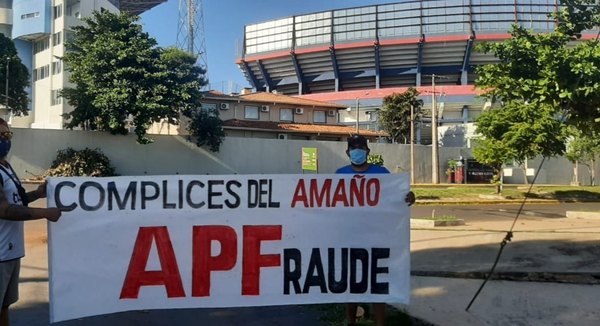 COMPLICES DEL AMAÑO
APFRAUDE